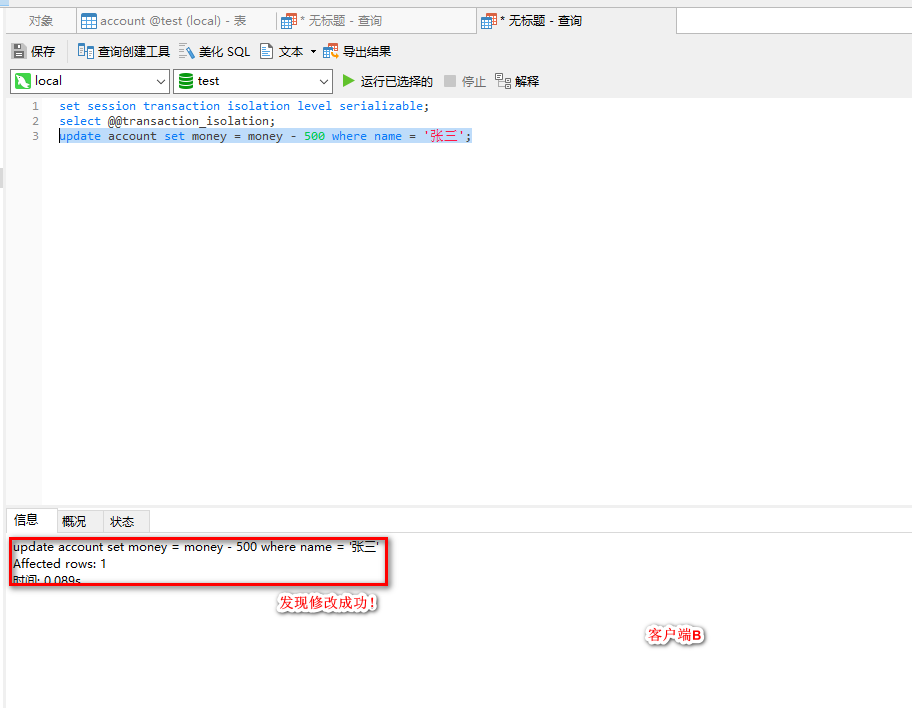 对象 account @test (local) - 表 * 无标题 - 查询 * 无标题 - 查询
保存 查询创建工具 美化 SQL 文本 导出结果
local test 运行已选择的 停止 解释
1 set session transaction isolation level serializable;
2 select @@transaction_isolation;
3 update account set money = money - 500 where name = '张三';
信息 概况 状态
update account set money = money - 500 where name = '张三'
Affected rows: 1
时间: 0.089s
发现修改成功!
客户端B